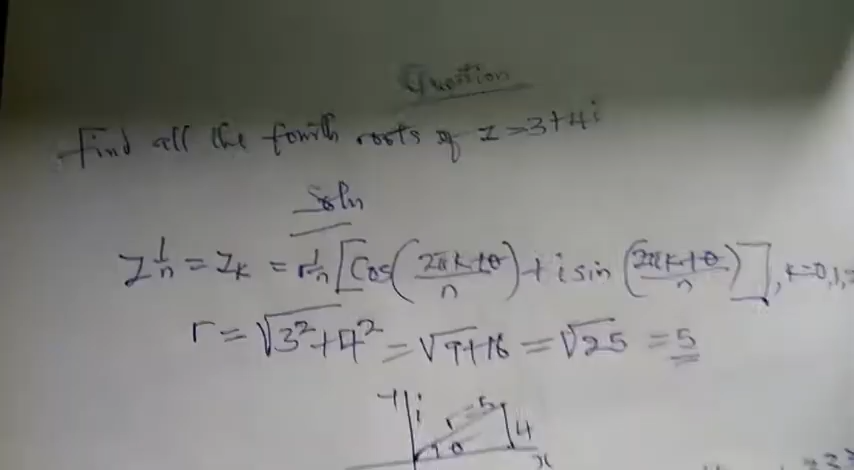 Question
Find all the fourth roots of z=3+4i
Soln
z^(1/n) = z_k = r^(1/n) [Cos((2πk+θ)/n) + i sin((2πk+θ)/n)], k=0,1,
r = √(3²+4²) = √(9+16) = √25 = 5
i
r=5
4
θ
x